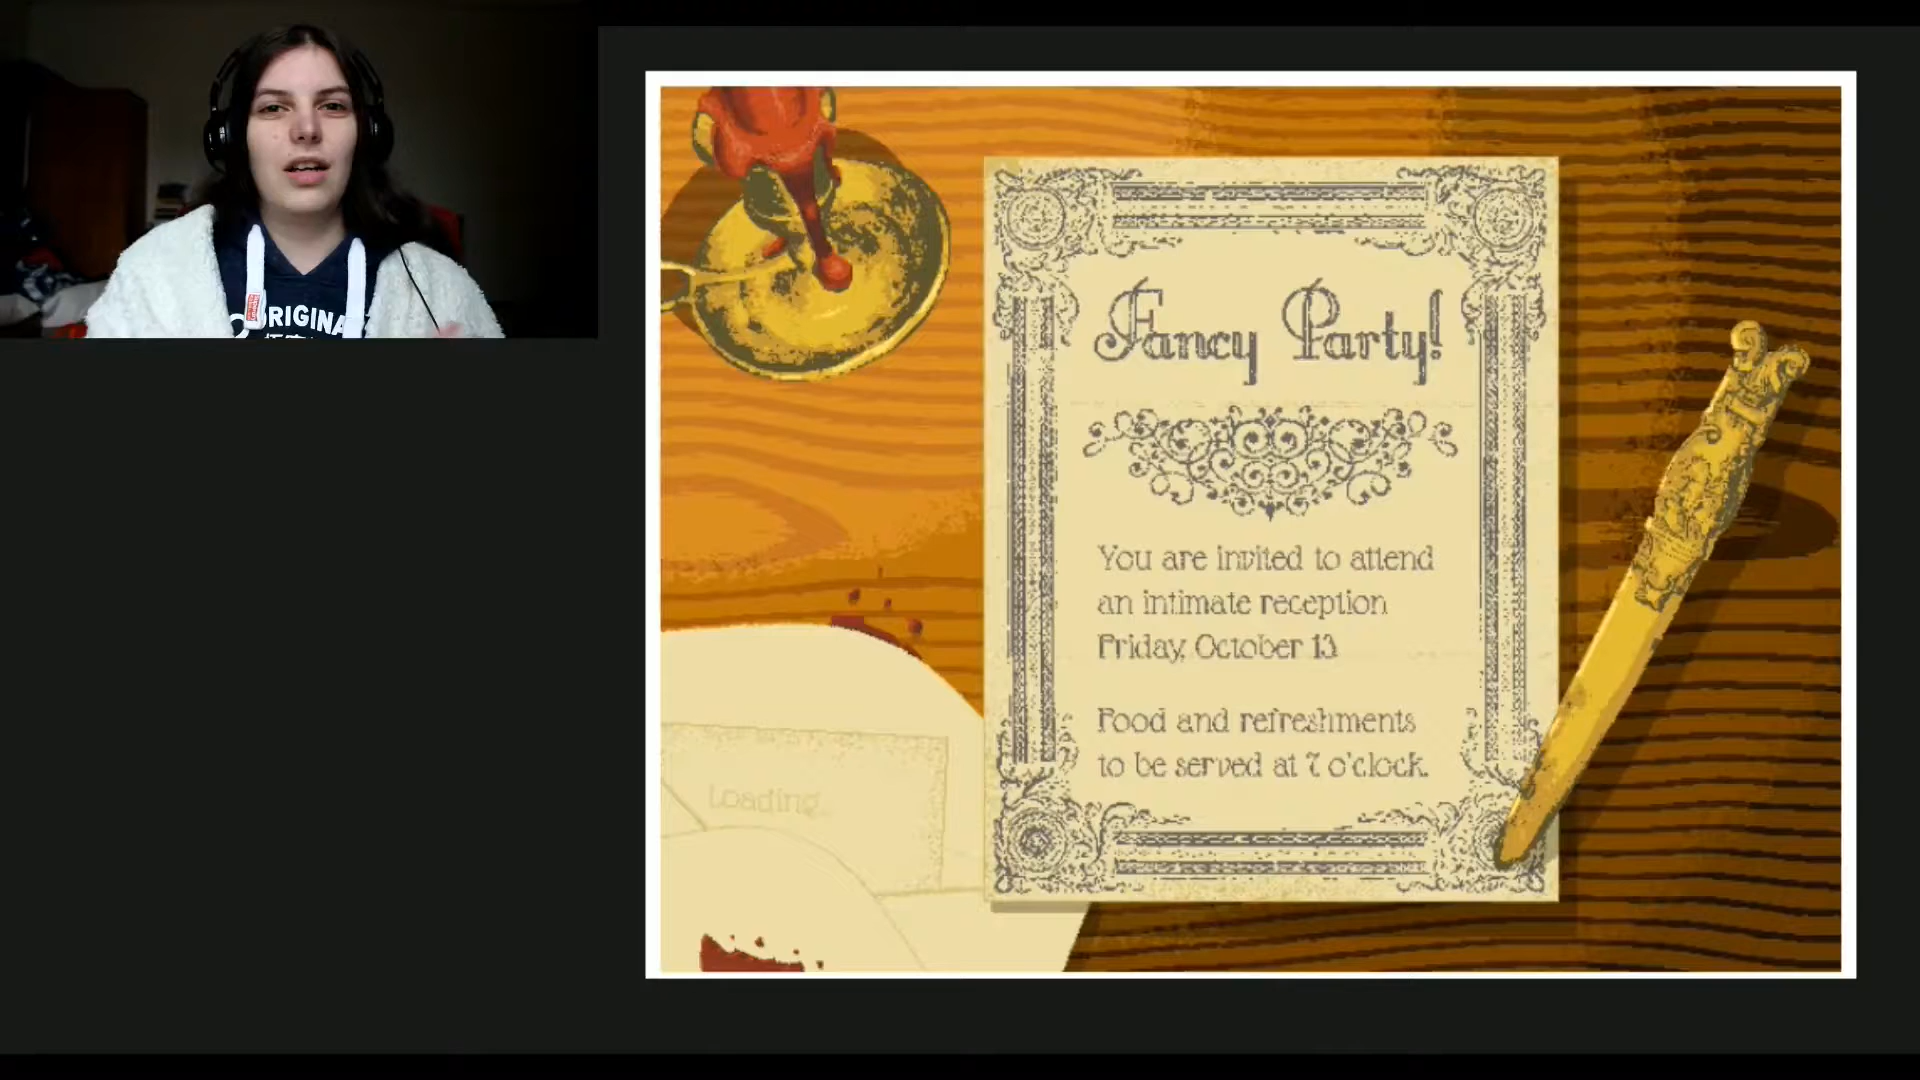 ORIGINA
Fancy Party!
You are invited to attend
an intimate reception
Friday, October 13
Food and refreshments
to be served at 7 o'clock.
Loading...